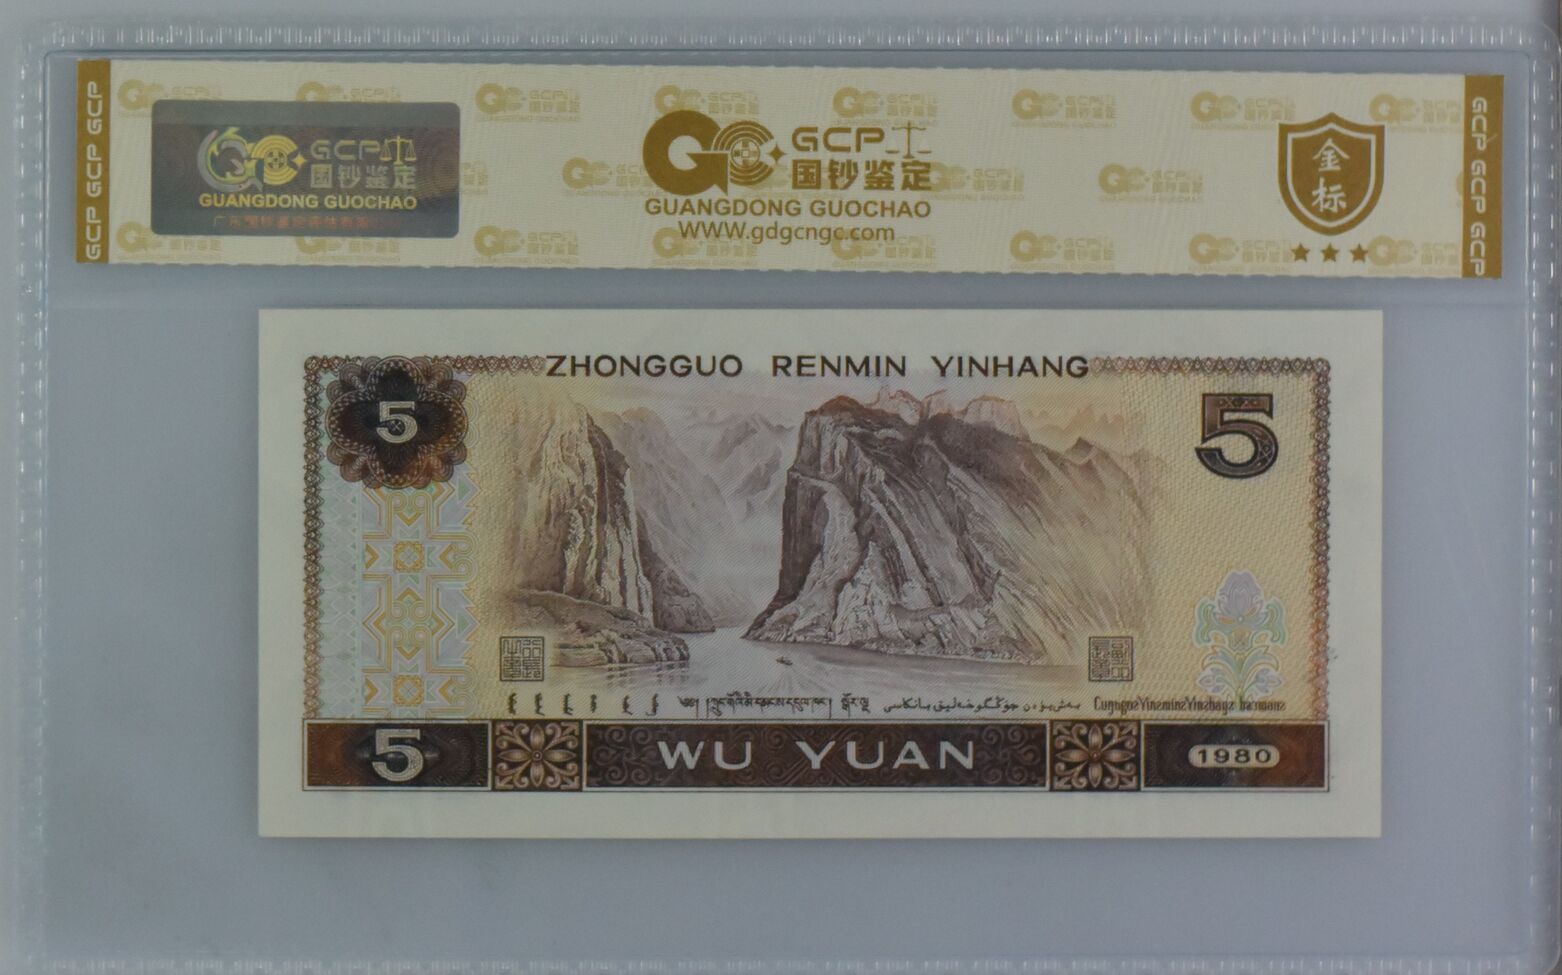 GCP GCP GCP
GCP
国钞鉴定
GUANGDONG GUOCHAO
GCP
国钞鉴定
GUANGDONG GUOCHAO
WWW.gdgcngc.com
金标
GCP GCP GCP
ZHONGGUO RENMIN YINHANG
5
5
5
WU YUAN
1980